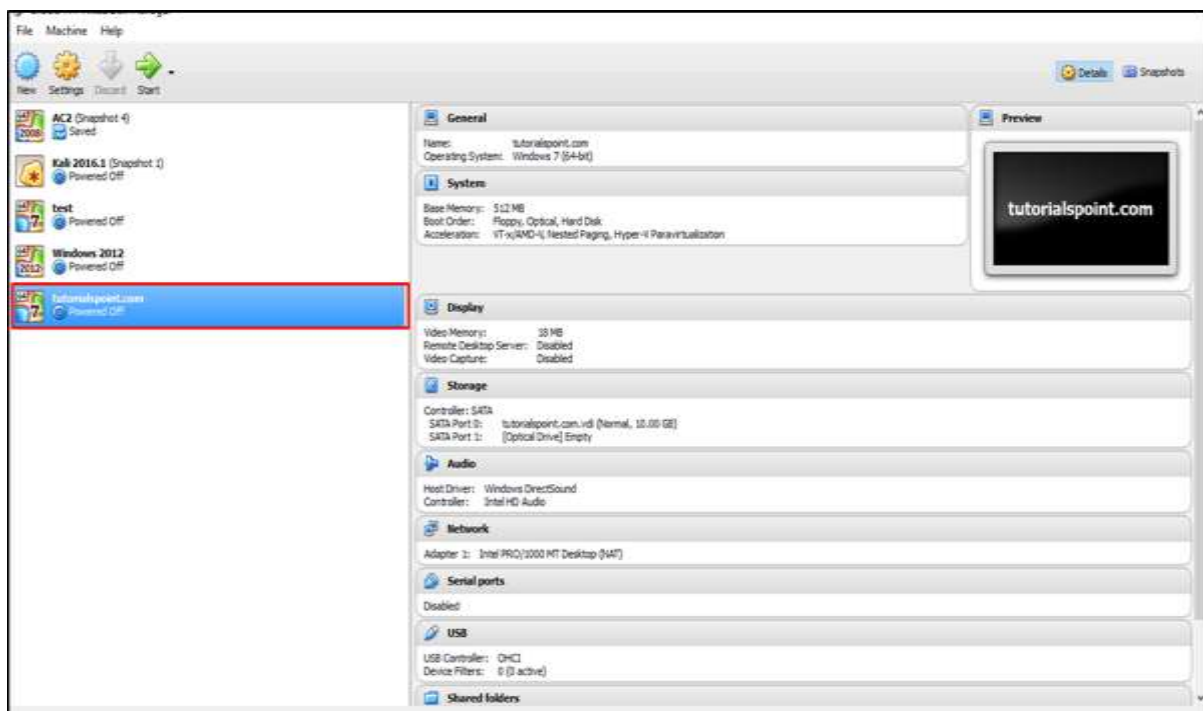 File Machine Help
New Settings Discard Start
Details Snapshots
AC2 (Snapshot 4)
2008 Saved
Kali 2016.1 (Snapshot 1)
Powered Off
test
7 Powered Off
Windows 2012
2012 Powered Off
tutorialspoint.com
7 Powered Off
General
Name: tutorialspoint.com
Operating System: Windows 7 (64-bit)
System
Base Memory: 512 MB
Boot Order: Floppy, Optical, Hard Disk
Acceleration: VT-x/AMD-V, Nested Paging, Hyper-V Paravirtualization
Preview
tutorialspoint.com
Display
Video Memory: 18 MB
Remote Desktop Server: Disabled
Video Capture: Disabled
Storage
Controller: SATA
SATA Port 0: tutorialspoint.com.vdi (Normal, 10.00 GB)
SATA Port 1: [Optical Drive] Empty
Audio
Host Driver: Windows DirectSound
Controller: Intel HD Audio
Network
Adapter 1: Intel PRO/1000 MT Desktop (NAT)
Serial ports
Disabled
USB
USB Controller: OHCI
Device Filters: 0 (0 active)
Shared folders